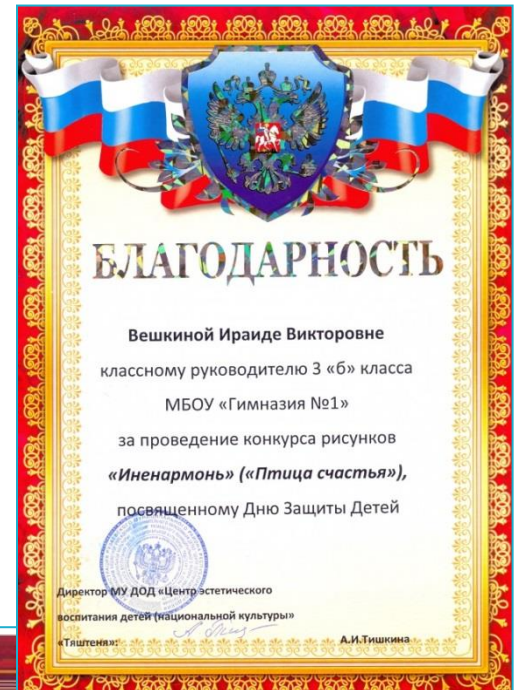 БЛАГОДАРНОСТЬ
Вешкиной Ираиде Викторовне
классному руководителю 3 «б» класса
МБОУ «Гимназия №1»
за проведение конкурса рисунков
«Иненармонь» («Птица счастья»),
посвященному Дню Защиты Детей
Директор МУ ДОД «Центр эстетического
воспитания детей (национальной культуры»
«Тяштеня»: А.И.Тишкина